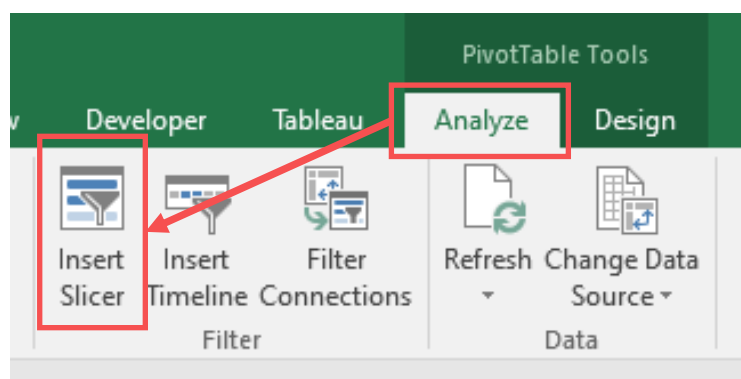 PivotTable Tools
w Developer Tableau Analyze Design
Insert Slicer
Insert Timeline
Filter Connections
Refresh
Change Data Source
Filter
Data